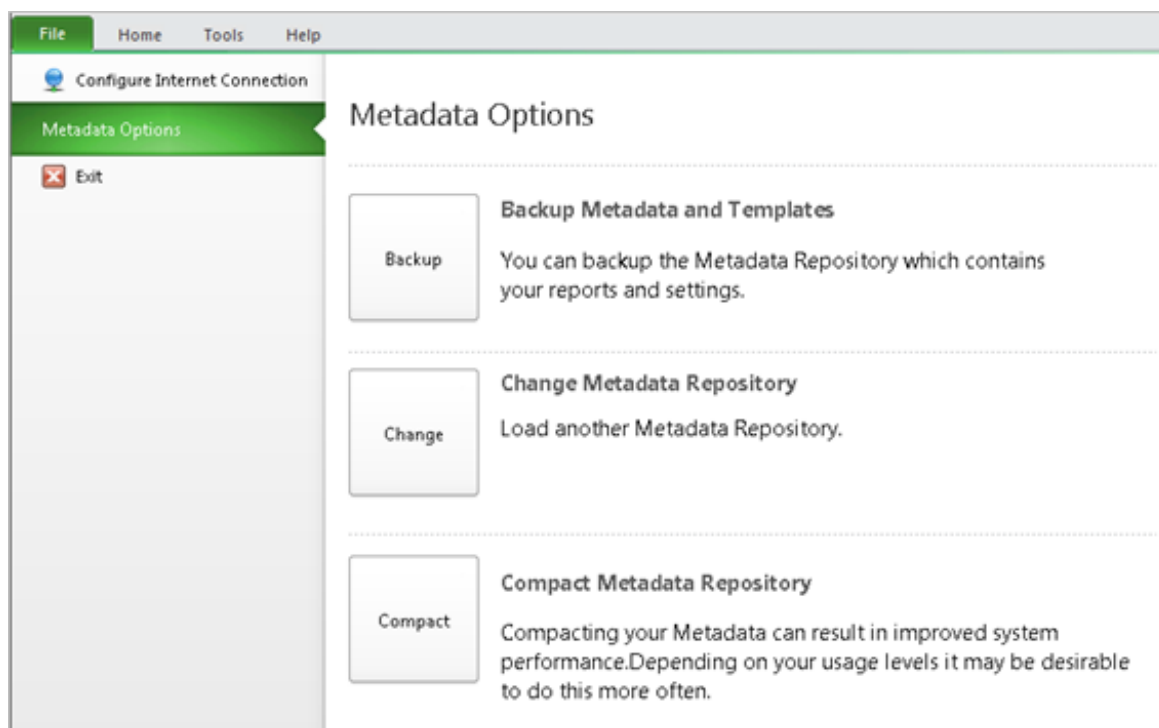 File Home Tools Help
Configure Internet Connection
Metadata Options
Exit
Metadata Options
Backup
Backup Metadata and Templates
You can backup the Metadata Repository which contains
your reports and settings.
Change
Change Metadata Repository
Load another Metadata Repository.
Compact
Compact Metadata Repository
Compacting your Metadata can result in improved system
performance.Depending on your usage levels it may be desirable
to do this more often.